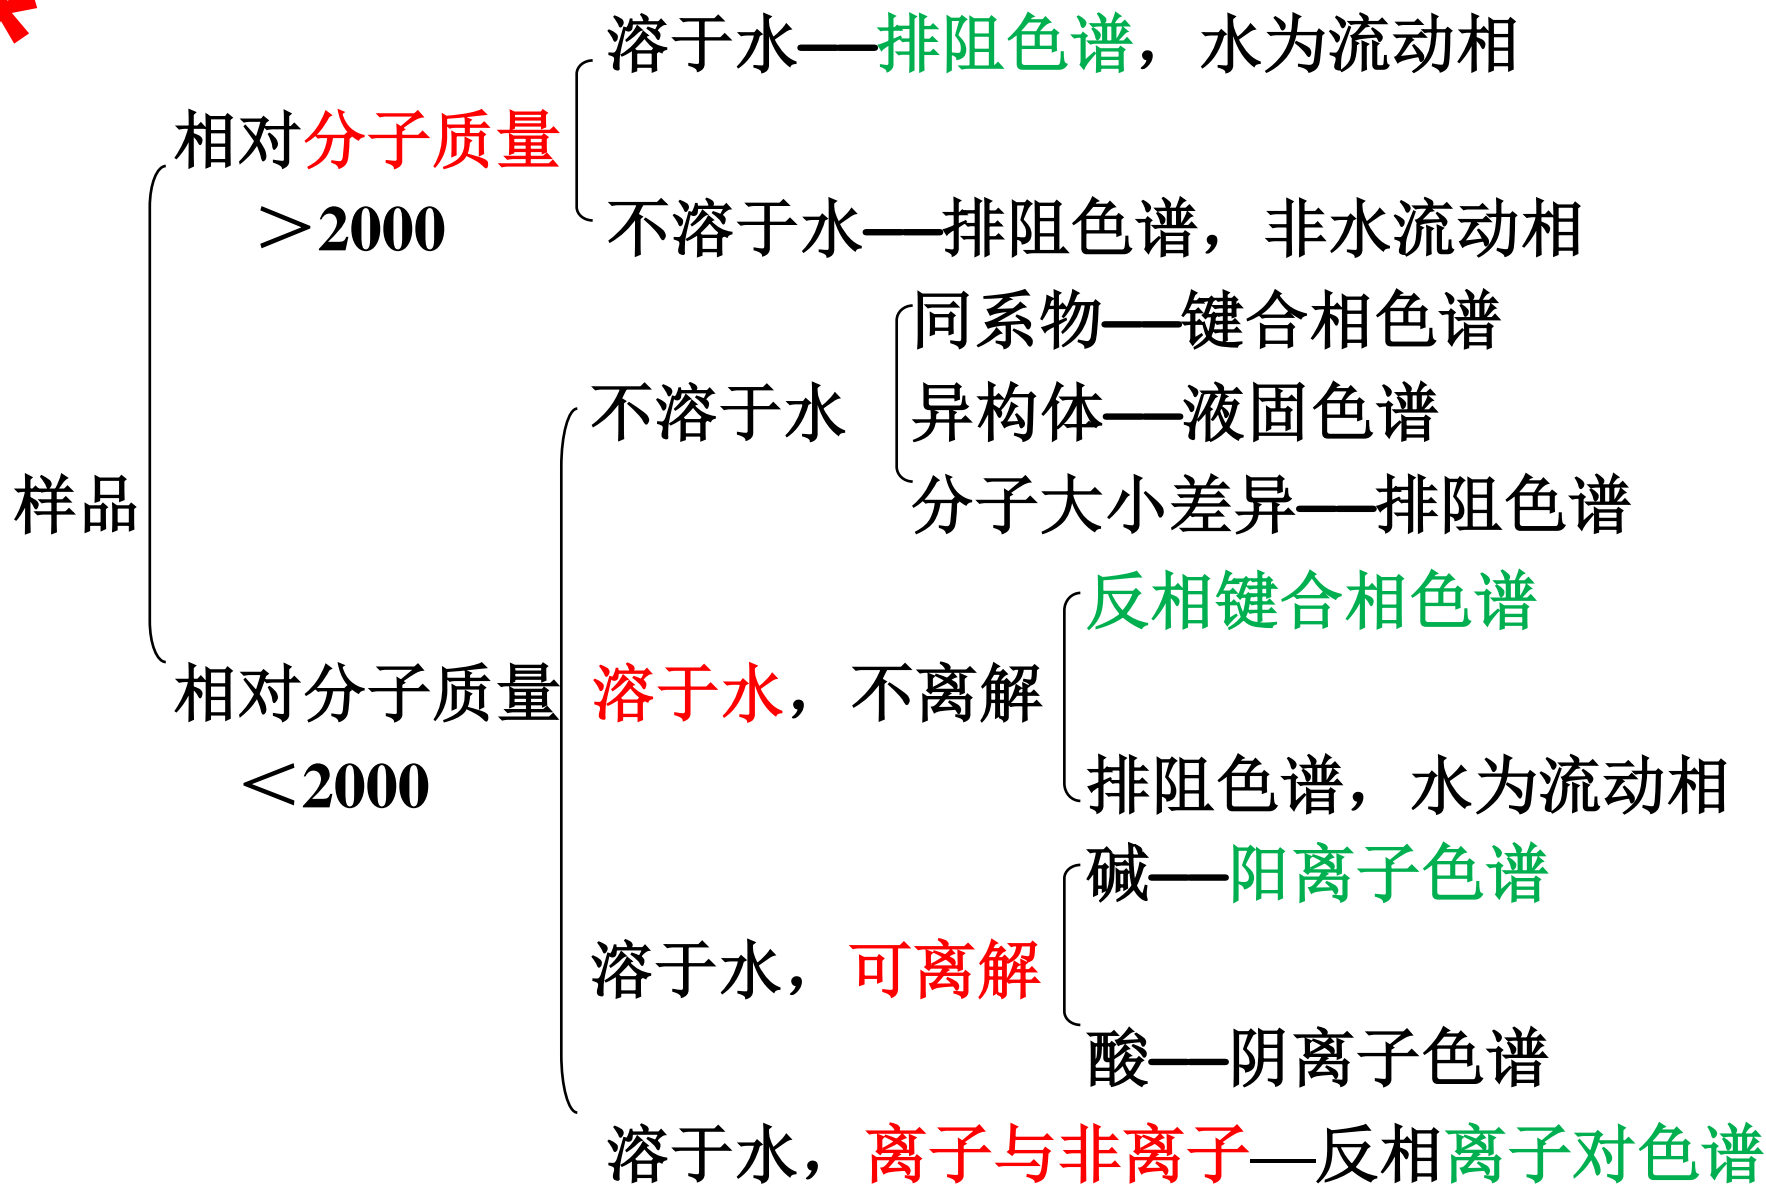 溶于水—排阻色谱，水为流动相
相对分子质量
＞2000
不溶于水—排阻色谱，非水流动相
同系物—键合相色谱
不溶于水
异构体—液固色谱
分子大小差异—排阻色谱
样品
反相键合相色谱
相对分子质量
＜2000
溶于水，不离解
排阻色谱，水为流动相
碱—阳离子色谱
溶于水，可离解
酸—阴离子色谱
溶于水，离子与非离子—反相离子对色谱